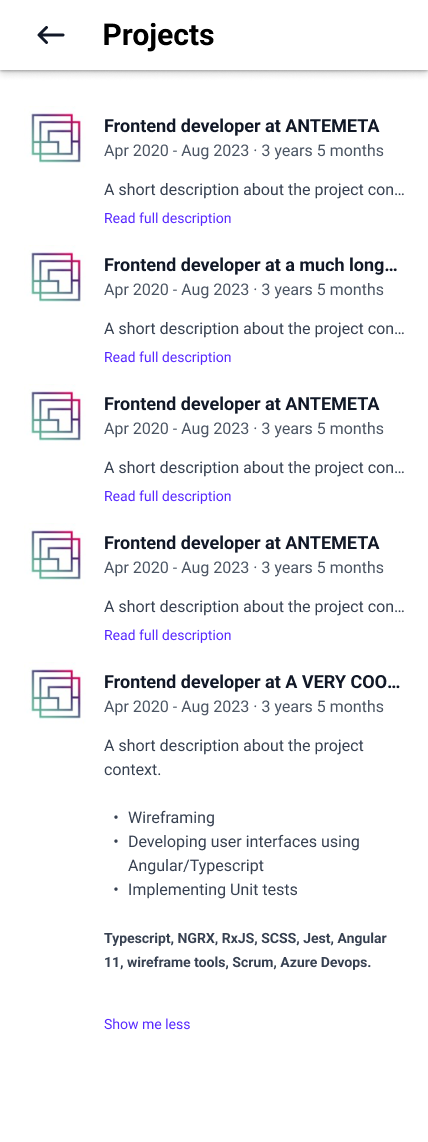 Projects
Frontend developer at ANTEMETA
Apr 2020 - Aug 2023 · 3 years 5 months
A short description about the project con…
Read full description
Frontend developer at a much long…
Apr 2020 - Aug 2023 · 3 years 5 months
A short description about the project con…
Read full description
Frontend developer at ANTEMETA
Apr 2020 - Aug 2023 · 3 years 5 months
A short description about the project con…
Read full description
Frontend developer at ANTEMETA
Apr 2020 - Aug 2023 · 3 years 5 months
A short description about the project con…
Read full description
Frontend developer at A VERY COO…
Apr 2020 - Aug 2023 · 3 years 5 months
A short description about the project
context.
• Wireframing
• Developing user interfaces using
Angular/Typescript
• Implementing Unit tests
Typescript, NGRX, RxJS, SCSS, Jest, Angular
11, wireframe tools, Scrum, Azure Devops.
Show me less